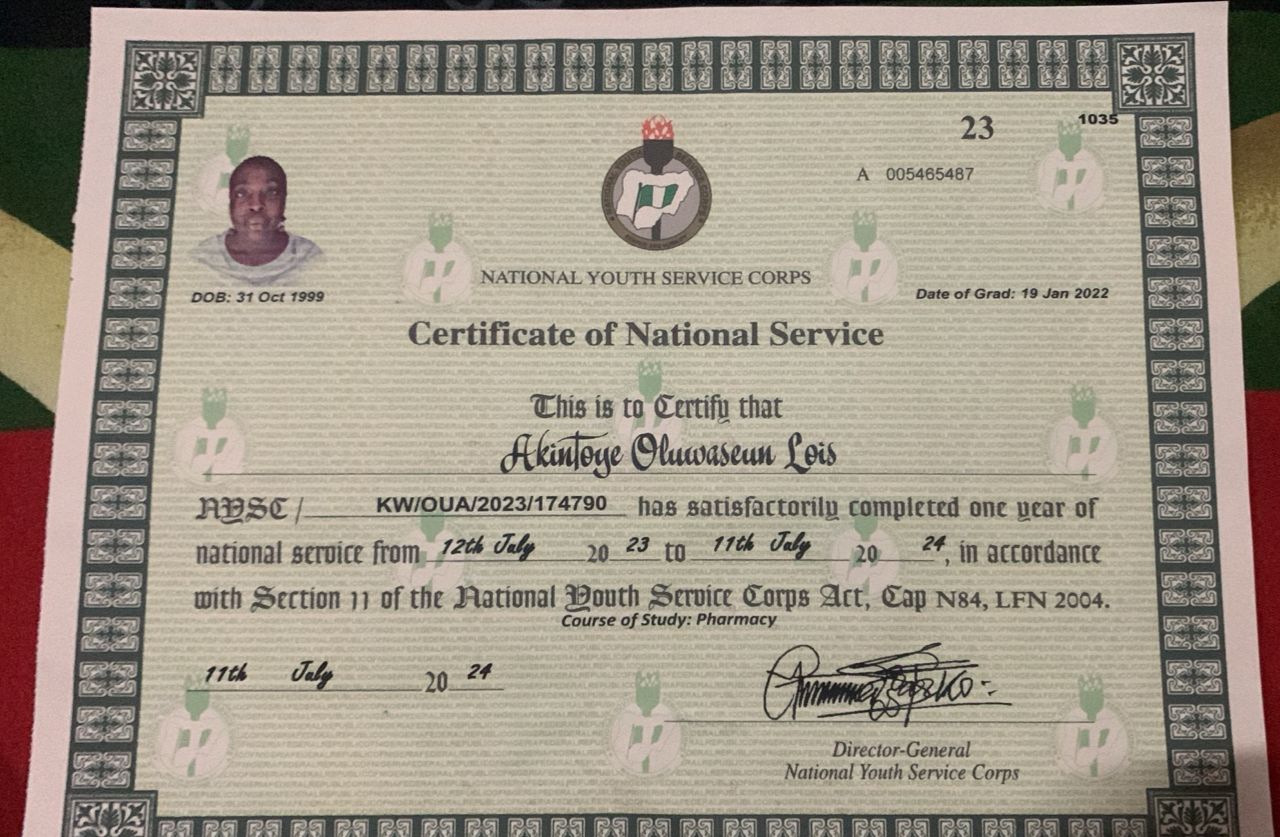 23
1035
A 005465487
NATIONAL YOUTH SERVICE CORPS
DOB: 31 Oct 1999
Date of Grad: 19 Jan 2022
Certificate of National Service
This is to Certify that
Akintoye Oluwaseun Lois
NYSC/ KW/OUA/2023/174790 has satisfactorily completed one year of
national service from 12th July 20 23 to 11th July 20 24, in accordance
with Section 11 of the National Youth Service Corps Act, Cap N84, LFN 2004.
Course of Study: Pharmacy
11th July 20 24
Director-General
National Youth Service Corps